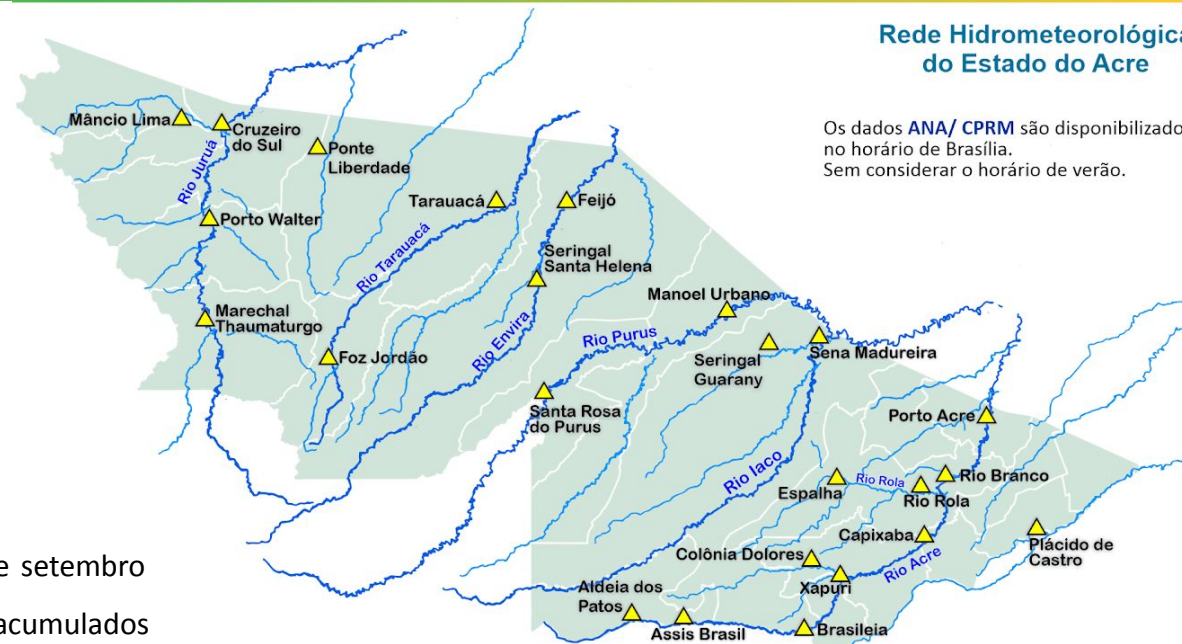 Rede Hidrometeorológica
do Estado do Acre
Os dados ANA/ CPRM são disponibilizado
no horário de Brasília.
Sem considerar o horário de verão.
Mâncio Lima
Cruzeiro
do Sul
Ponte
Liberdade
Rio Juruá
Porto Walter
Tarauacá
Feijó
Rio Tarauacá
Seringal
Santa Helena
Marechal
Thaumaturgo
Foz Jordão
Rio Envira
Manoel Urbano
Rio Purus
Seringal
Guarany
Sena Madureira
Santa Rosa
do Purus
Porto Acre
Rio Iaco
Espalha
Rio Rola
Rio Rola
Rio Branco
Capixaba
Plácido de
Castro
Colônia Dolores
Rio Acre
Xapuri
Aldeia dos
Patos
Assis Brasil
Brasileia
e setembro
acumulados